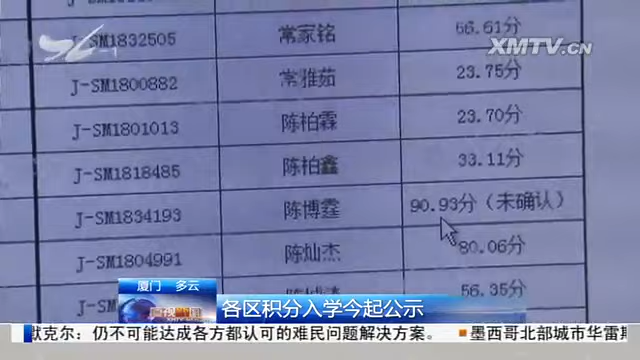 J-SM1832505 常家铭 56.61分
XMTV.CN
J-SM1800882 常雅茹 23.75分
J-SM1801013 陈柏霖 23.70分
J-SM1818485 陈柏鑫 33.11分
J-SM1834193 陈博霆 90.93分（未确认）
J-SM1804991 陈灿杰 80.06分
J-SM 56.35分
厦门 多云
各区积分入学今起公示
默克尔：仍不可能达成各方都认可的难民问题解决方案。 墨西哥北部城市华雷斯